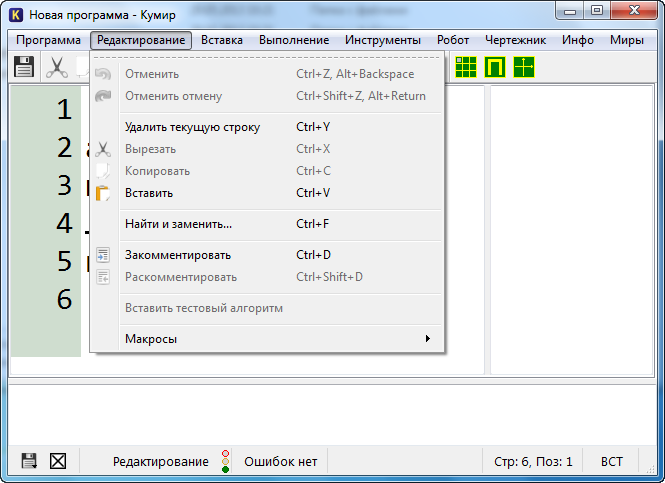 Новая программа - Кумир
Программа Редактирование Вставка Выполнение Инструменты Робот Чертежник Инфо Миры
1
2
3
4
5
6
Отменить Ctrl+Z, Alt+Backspace
Отменить отмену Ctrl+Shift+Z, Alt+Return
Удалить текущую строку Ctrl+Y
Вырезать Ctrl+X
Копировать Ctrl+C
Вставить Ctrl+V
Найти и заменить... Ctrl+F
Закомментировать Ctrl+D
Раскомментировать Ctrl+Shift+D
Вставить тестовый алгоритм
Макросы
Редактирование Ошибок нет Стр: 6, Поз: 1 ВСТ